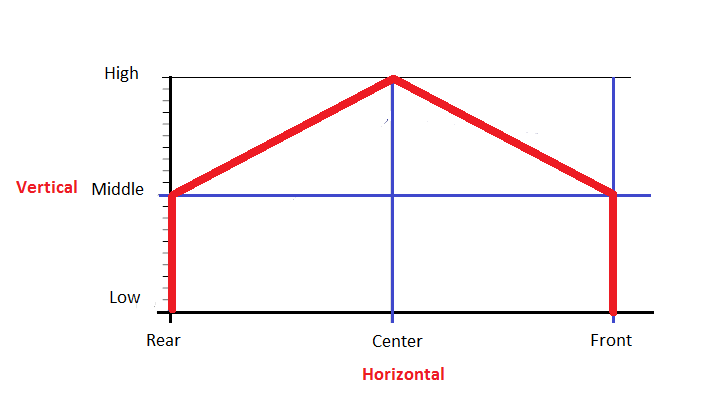 High
Vertical Middle
Low
Rear Center Front
Horizontal